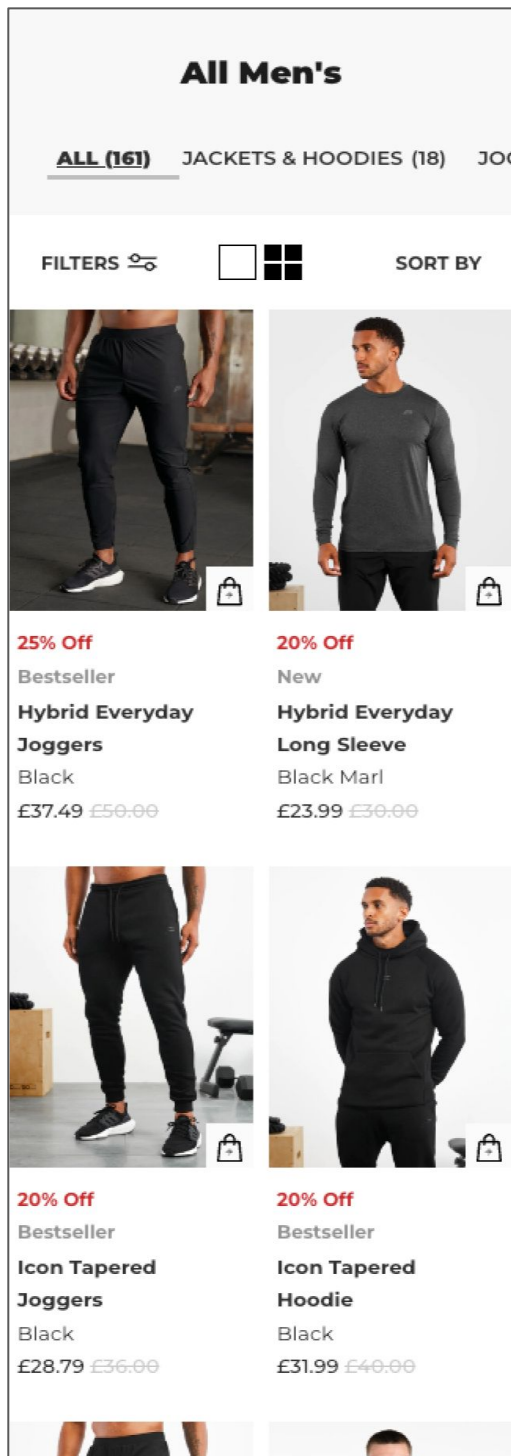 All Men's
ALL (161) JACKETS & HOODIES (18)
FILTERS SORT BY
25% Off
Bestseller
Hybrid Everyday
Joggers
Black
£37.49 £50.00
20% Off
New
Hybrid Everyday
Long Sleeve
Black Marl
£23.99 £30.00
20% Off
Bestseller
Icon Tapered
Joggers
Black
£28.79 £36.00
20% Off
Bestseller
Icon Tapered
Hoodie
Black
£31.99 £40.00